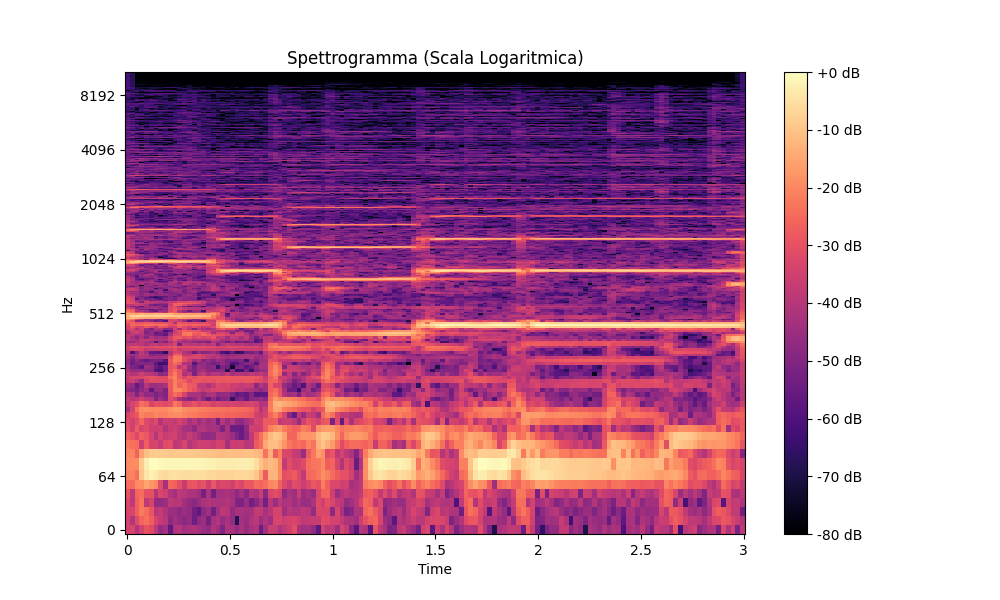 Spettrogramma (Scala Logaritmica)
Hz
8192
4096
2048
1024
512
256
128
64
0
0
0.5
1
1.5
2
2.5
3
Time
+0 dB
-10 dB
-20 dB
-30 dB
-40 dB
-50 dB
-60 dB
-70 dB
-80 dB